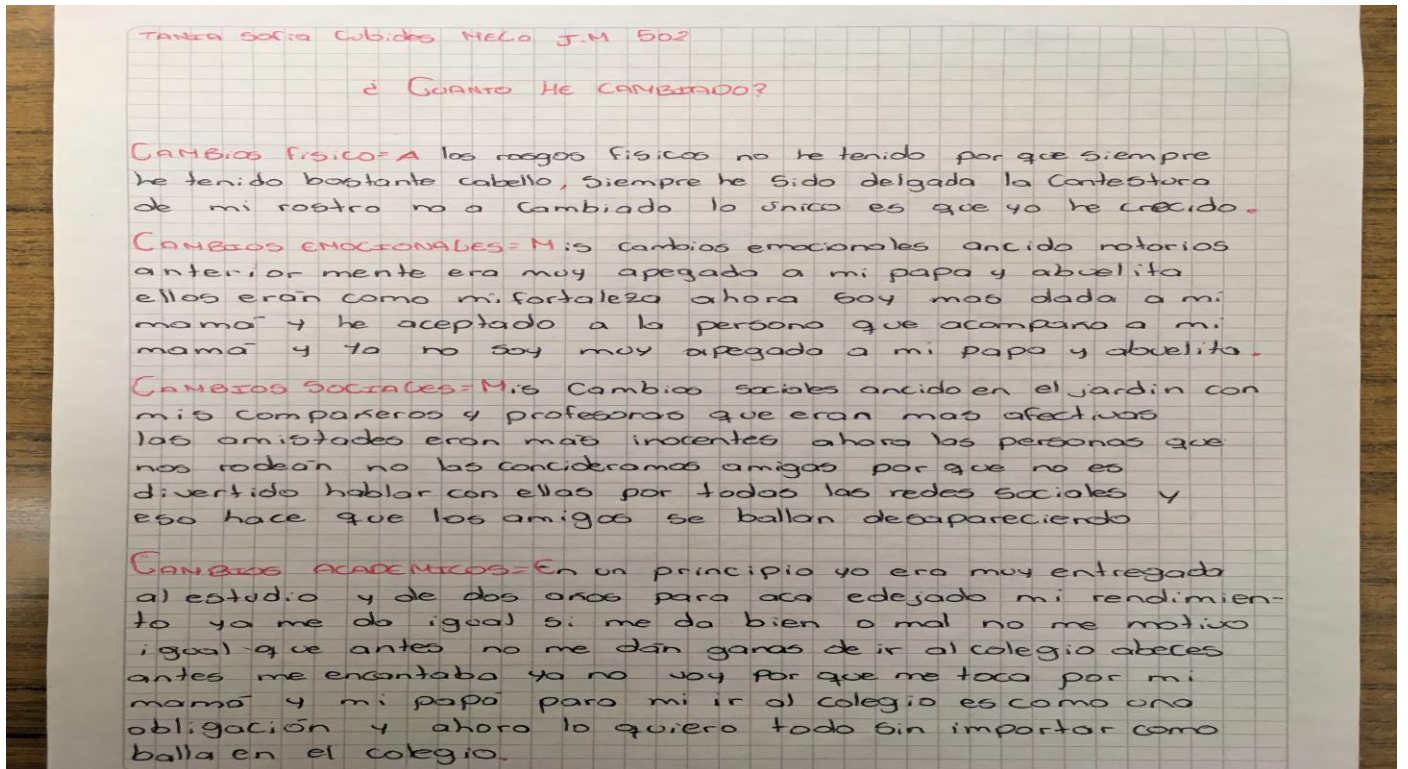 TANIA SOFIA Cubidos MELO J.M 502
¿ CUANTO HE CAMBIADO?
CAMBIOS FISICO= A los rasgos fisicos no he tenido por que siempre
he tenido bastante cabello, siempre he sido delgada la contestura
de mi rostro no a cambiado lo unico es que yo he crecido.
CAMBIOS EMOCIONALES= Mis cambios emocionales ancido notorios
anterior mente era muy apegada a mi papa y abuelita
ellos erán como mi fortaleza ahora soy mas dada a mi
mamá y he aceptado a la persona que acompaña a mi
mamá y ya no soy muy apegada a mi papa y abuelita.
CAMBIOS SOCIALES= Mis cambios sociales ancido en el jardin con
mis compañeros y profesoras que eran mas afectivas
las amistades eron mas inocentes ahora las personas que
nos rodeán no las concideramos amigas por que no es
divertido hablar con ellas por todas las redes sociales y
eso hace que los amigos se ballan desapareciendo
CAMBIOS ACADEMICOS= En un principio yo era muy entregada
al estudio y de dos años para aca edejado mi rendimien-
to ya me da igual si me da bien o mal no me motivo
igual que antes no me dán ganas de ir al colegio abeces
antes me encantaba ya no voy por que me toca por mi
mamá y mi papá para mi ir al colegio es como una
obligación y ahora lo quiero todo sin importar como
balla en el colegio.